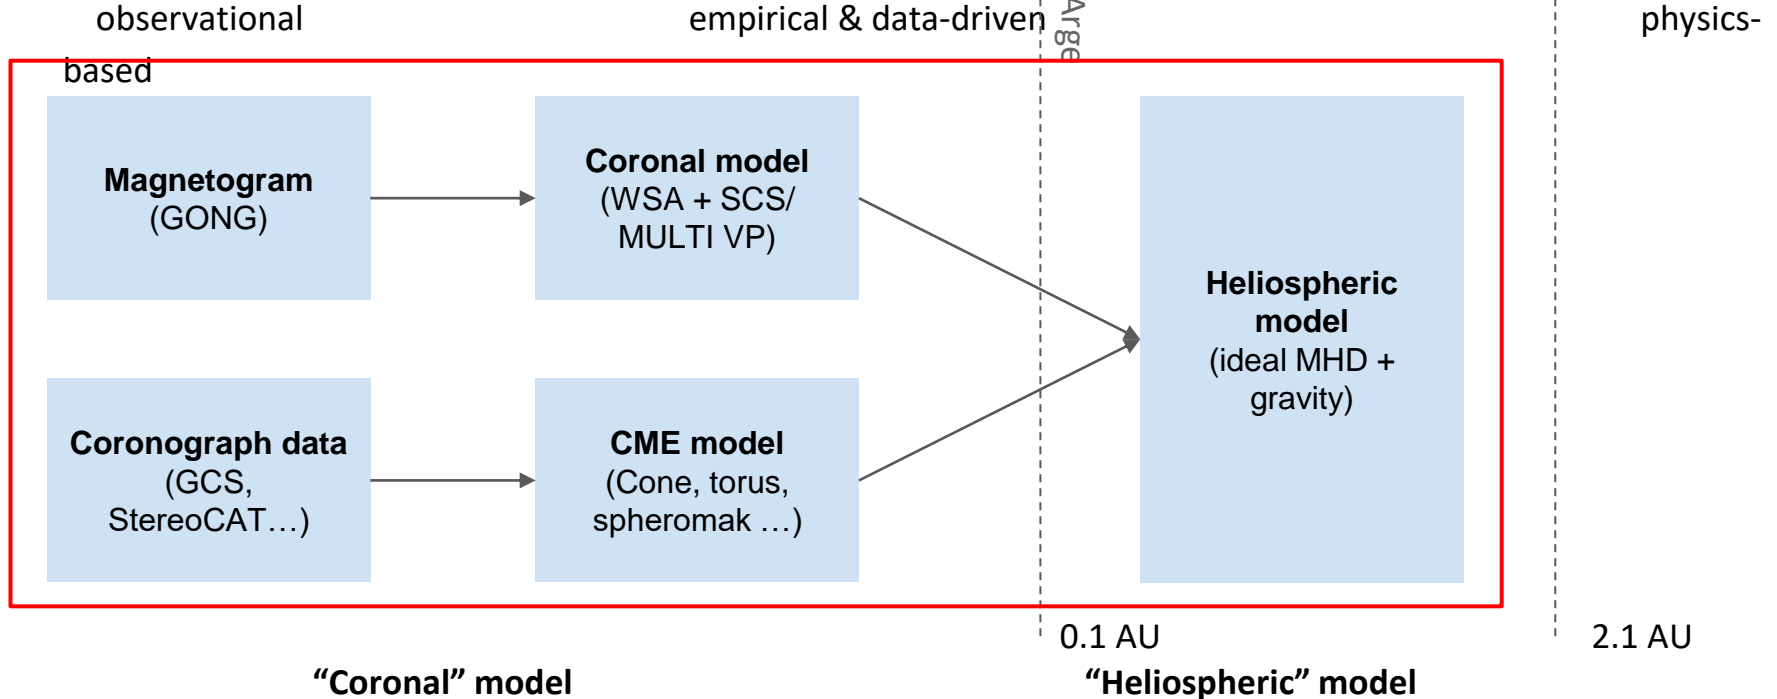 observational empirical & data-driven physics-
based
Arge
Magnetogram
(GONG)
Coronal model
(WSA + SCS/
MULTI VP)
Heliospheric
model
(ideal MHD +
gravity)
Coronograph data
(GCS,
StereoCAT…)
CME model
(Cone, torus,
spheromak …)
0.1 AU
2.1 AU
“Coronal” model
“Heliospheric” model